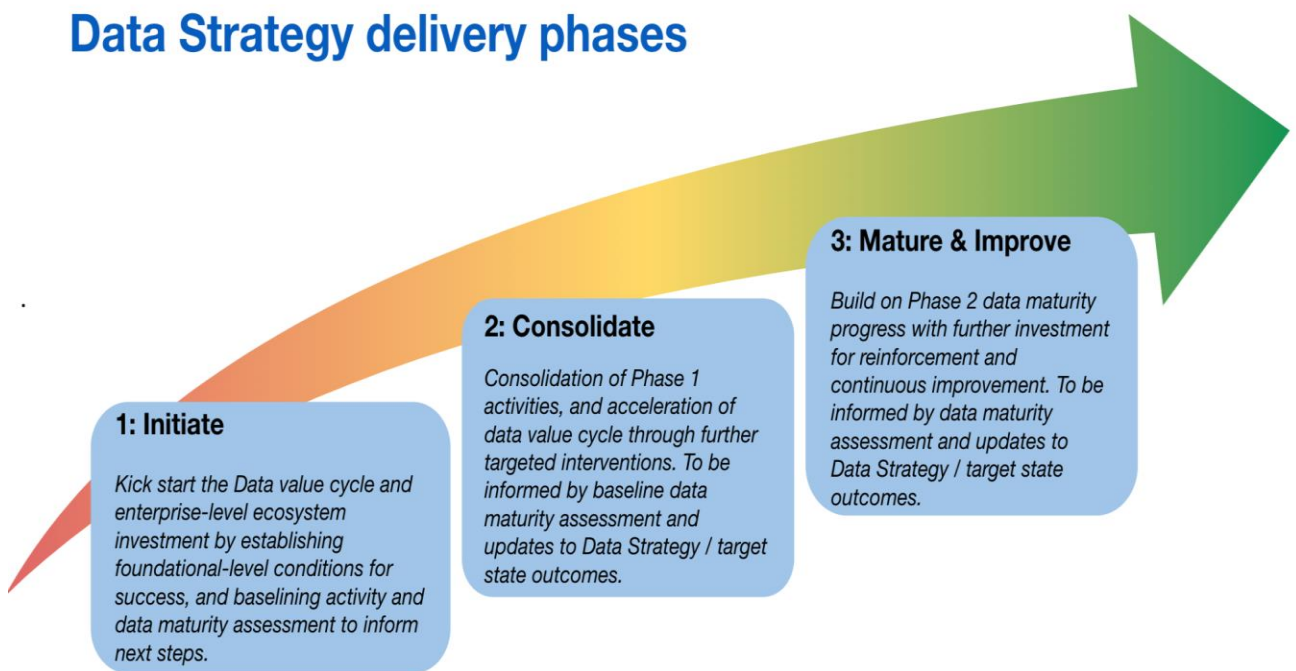 Data Strategy delivery phases
1: Initiate
Kick start the Data value cycle and
enterprise-level ecosystem
investment by establishing
foundational-level conditions for
success, and baselining activity and
data maturity assessment to inform
next steps.
2: Consolidate
Consolidation of Phase 1
activities, and acceleration of
data value cycle through further
targeted interventions. To be
informed by baseline data
maturity assessment and
updates to Data Strategy / target
state outcomes.
3: Mature & Improve
Build on Phase 2 data maturity
progress with further investment
for reinforcement and
continuous improvement. To be
informed by data maturity
assessment and updates to
Data Strategy / target state
outcomes.
.